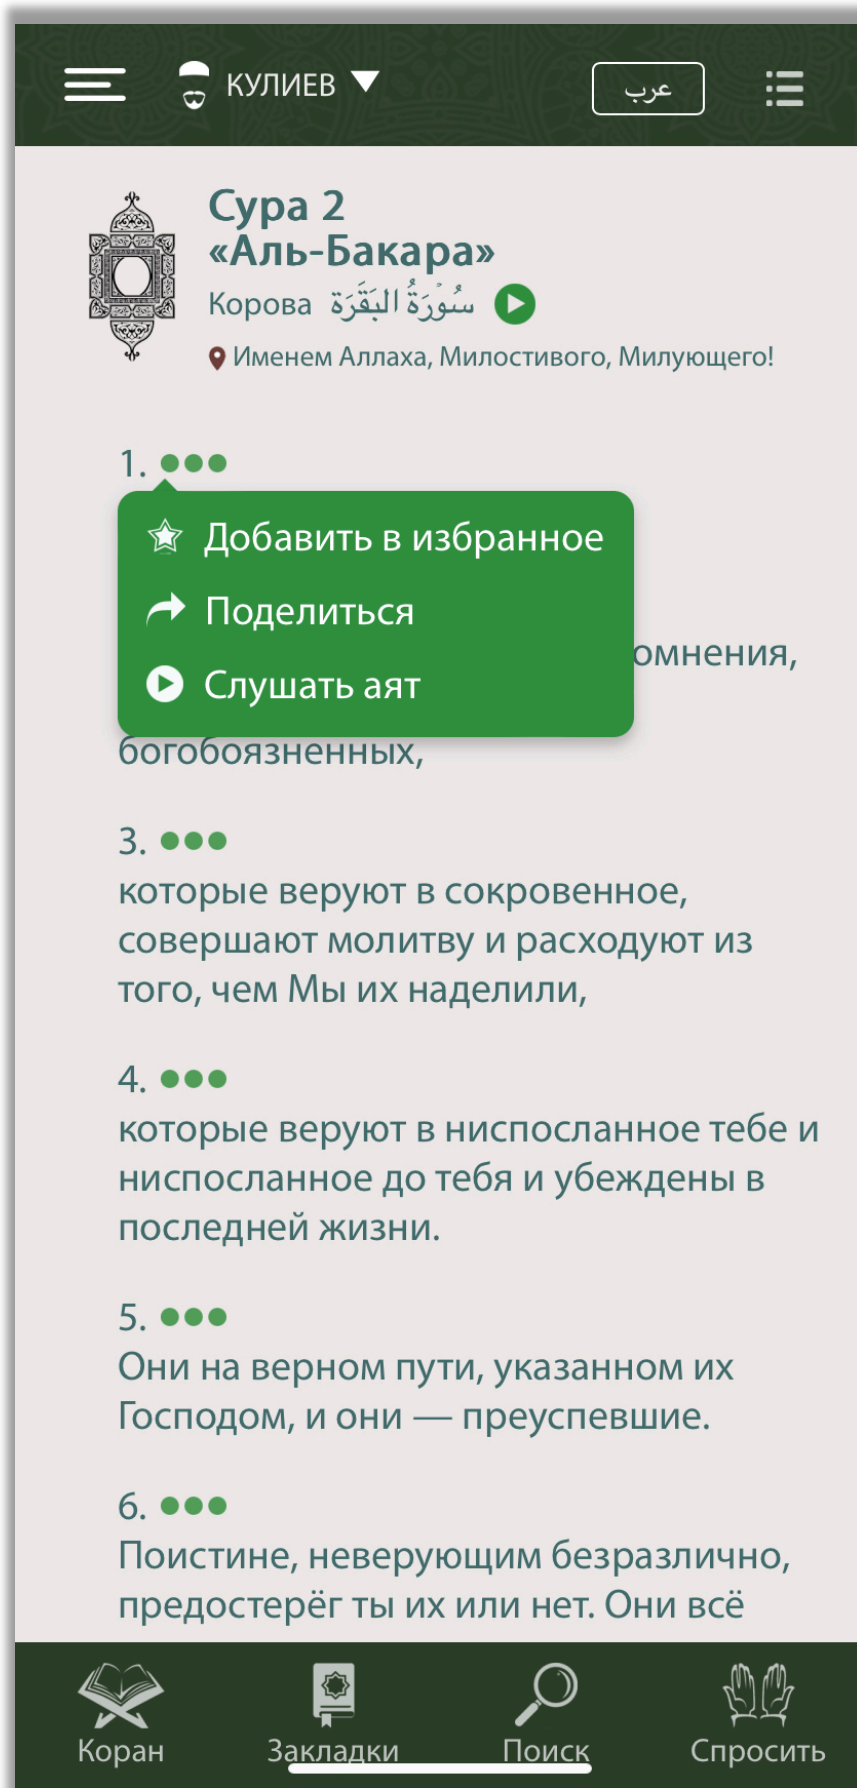 КУЛИЕВ
عرب
Сура 2
«Аль-Бакара»
Корова سُوْرَةُ البَقَرَة
Именем Аллаха, Милостивого, Милующего!
1.
Добавить в избранное
Поделиться
омнения,
Слушать аят
богобоязненных,
3.
которые веруют в сокровенное,
совершают молитву и расходуют из
того, чем Мы их наделили,
4.
которые веруют в ниспосланное тебе и
ниспосланное до тебя и убеждены в
последней жизни.
5.
Они на верном пути, указанном их
Господом, и они — преуспевшие.
6.
Поистине, неверующим безразлично,
предостерёг ты их или нет. Они всё
Коран
Закладки
Поиск
Спросить